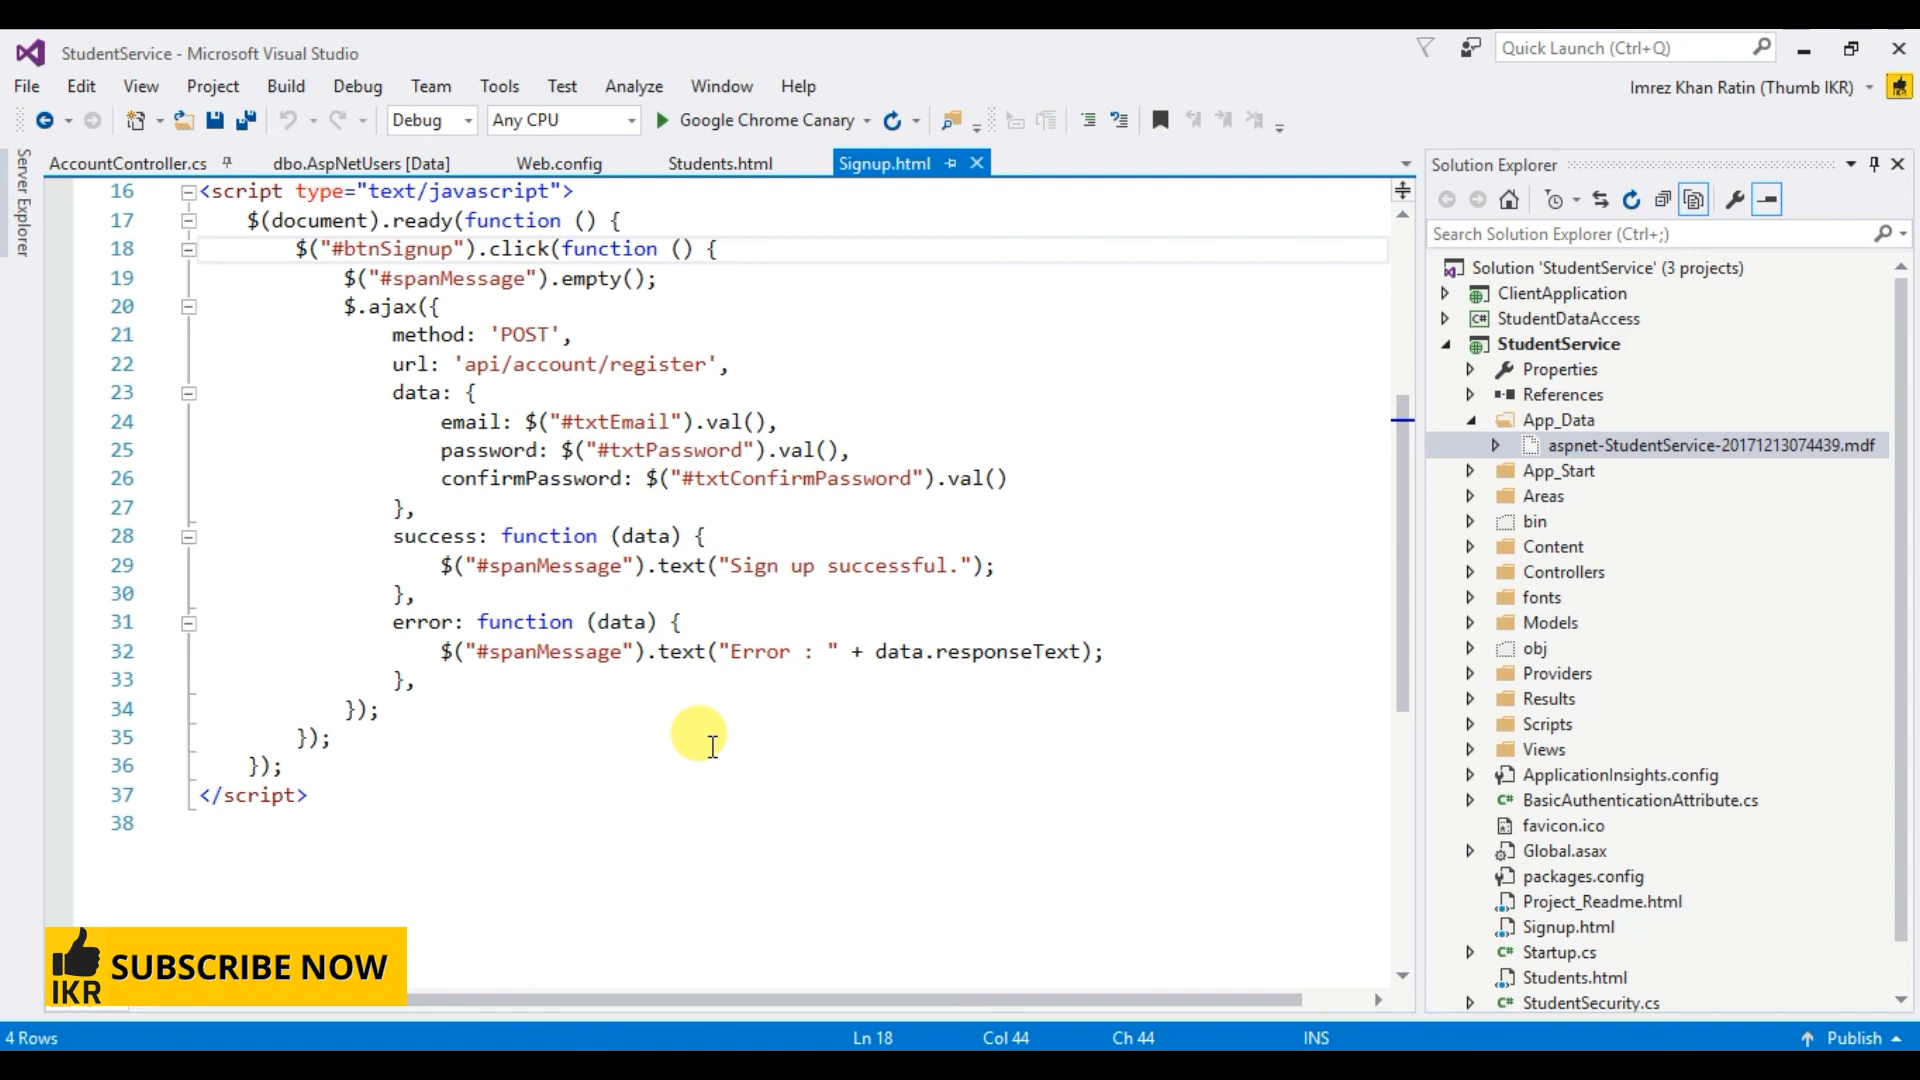 StudentService - Microsoft Visual Studio
Quick Launch (Ctrl+Q)
File Edit View Project Build Debug Team Tools Test Analyze Window Help
Imrez Khan Ratin (Thumb IKR)
Debug Any CPU Google Chrome Canary
Server Explorer
AccountController.cs dbo.AspNetUsers [Data] Web.config Students.html Signup.html
16 <script type="text/javascript">
17 $(document).ready(function () {
18 $("#btnSignup").click(function () {
19 $("#spanMessage").empty();
20 $.ajax({
21 method: 'POST',
22 url: 'api/account/register',
23 data: {
24 email: $("#txtEmail").val(),
25 password: $("#txtPassword").val(),
26 confirmPassword: $("#txtConfirmPassword").val()
27 },
28 success: function (data) {
29 $("#spanMessage").text("Sign up successful.");
30 },
31 error: function (data) {
32 $("#spanMessage").text("Error : " + data.responseText);
33 },
34 });
35 });
36 });
37 </script>
38
Solution Explorer
Search Solution Explorer (Ctrl+;)
Solution 'StudentService' (3 projects)
ClientApplication
C# StudentDataAccess
StudentService
Properties
References
App_Data
aspnet-StudentService-20171213074439.mdf
App_Start
Areas
bin
Content
Controllers
fonts
Models
obj
Providers
Results
Scripts
Views
ApplicationInsights.config
C# BasicAuthenticationAttribute.cs
favicon.ico
Global.asax
packages.config
Project_Readme.html
Signup.html
C# Startup.cs
Students.html
C# StudentSecurity.cs
IKR SUBSCRIBE NOW
4 Rows Ln 18 Col 44 Ch 44 INS Publish